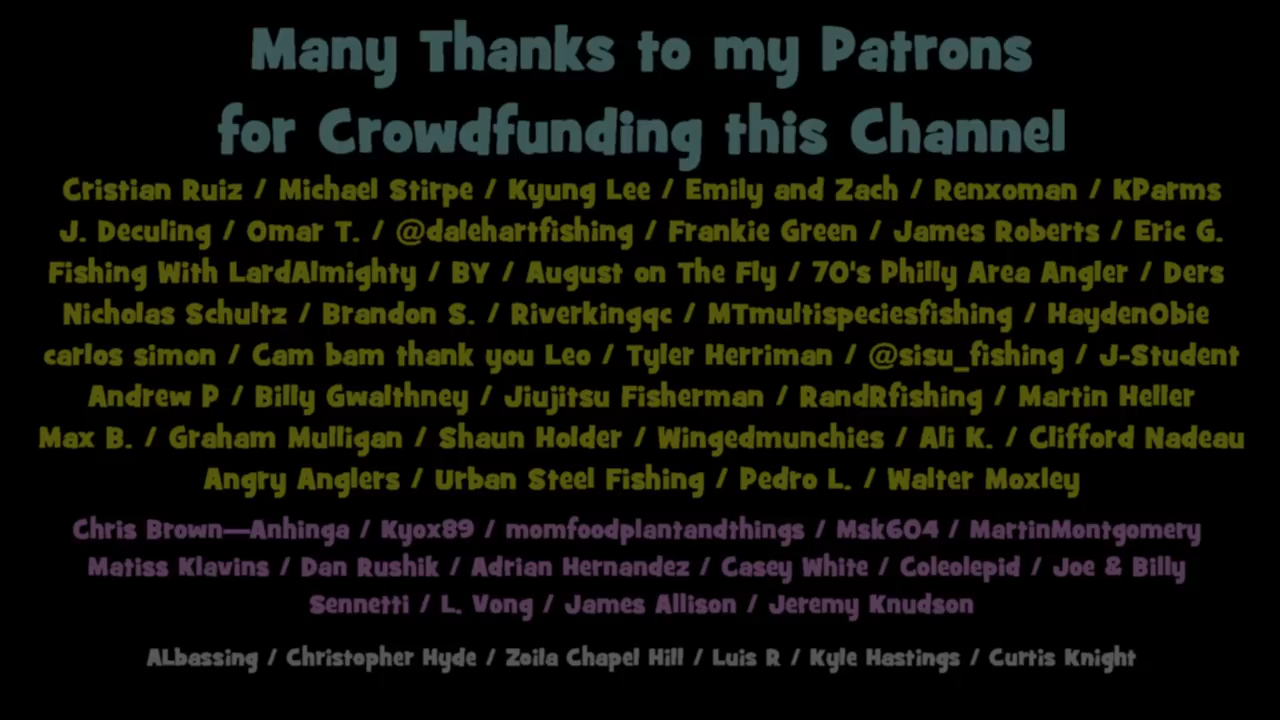 Many Thanks to my Patrons
for Crowdfunding this Channel
Cristian Ruiz / Michael Stirpe / Kyung Lee / Emily and Zach / Renxoman / KParms
J. Deculing / Omar T. / @dalehartfishing / Frankie Green / James Roberts / Eric G.
Fishing With LardAlmighty / BY / August on The Fly / 70's Philly Area Angler / Ders
Nicholas Schultz / Brandon S. / Riverkingqc / MTmultispeciesfishing / HaydenObie
carlos simon / Cam bam thank you Leo / Tyler Herriman / @sisu_fishing / J-Student
Andrew P / Billy Gwalthney / Jiujitsu Fisherman / RandRfishing / Martin Heller
Max B. / Graham Mulligan / Shaun Holder / Wingedmunchies / Ali K. / Clifford Nadeau
Angry Anglers / Urban Steel Fishing / Pedro L. / Walter Moxley
Chris Brown—Anhinga / Kyox89 / momfoodplantandthings / Msk604 / MartinMontgomery
Matiss Klavins / Dan Rushik / Adrian Hernandez / Casey White / Coleolepid / Joe & Billy
Sennetti / L. Vong / James Allison / Jeremy Knudson
ALbassing / Christopher Hyde / Zoila Chapel Hill / Luis R / Kyle Hastings / Curtis Knight